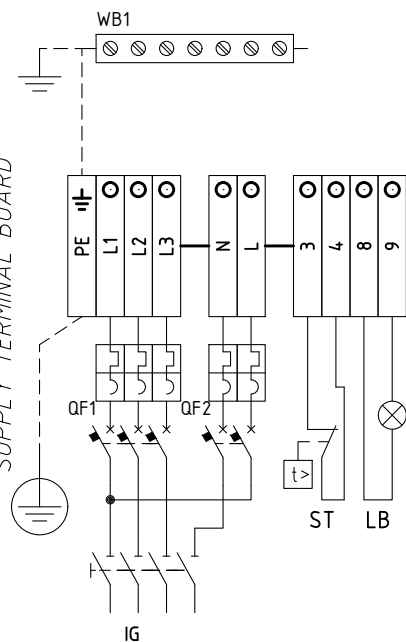 WB1
SUPPLY TERMINAL BOARD
PE L1 L2 L3 N L 3 4 8 9
QF1 QF2
t>
ST LB
IG